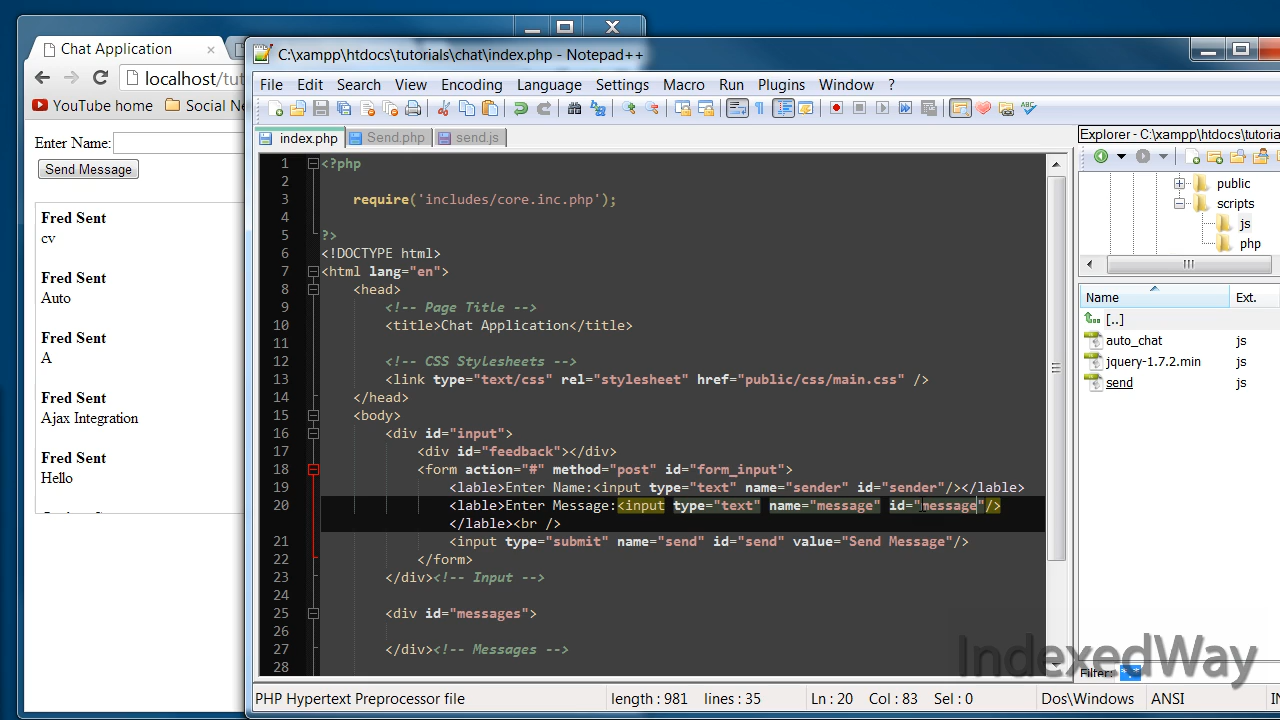 Chat Application
localhost/tut
YouTube home
Social Ne
Enter Name:
Send Message
Fred Sent
cv
Fred Sent
Auto
Fred Sent
A
Fred Sent
Ajax Integration
Fred Sent
Hello
C:\xampp\htdocs\tutorials\chat\index.php - Notepad++
File Edit Search View Encoding Language Settings Macro Run Plugins Window ?
index.php Send.php send.js
1 <?php
2
3 require('includes/core.inc.php');
4
5 ?>
6 <!DOCTYPE html>
7 <html lang="en">
8 <head>
9 <!-- Page Title -->
10 <title>Chat Application</title>
11
12 <!-- CSS Stylesheets -->
13 <link type="text/css" rel="stylesheet" href="public/css/main.css" />
14 </head>
15 <body>
16 <div id="input">
17 <div id="feedback"></div>
18 <form action="#" method="post" id="form_input">
19 <lable>Enter Name:<input type="text" name="sender" id="sender"/></lable>
20 <lable>Enter Message:<input type="text" name="message" id="message"/>
</lable><br />
21 <input type="submit" name="send" id="send" value="Send Message"/>
22 </form>
23 </div><!-- Input -->
24
25 <div id="messages">
26
27 </div><!-- Messages -->
28
PHP Hypertext Preprocessor file length : 981 lines : 35 Ln : 20 Col : 83 Sel : 0 Dos\Windows ANSI IN
Explorer - C:\xampp\htdocs\tutoria
public
scripts
js
php
Name Ext.
[..]
auto_chat js
jquery-1.7.2.min js
send js
Filter: *.*
IndexedWay